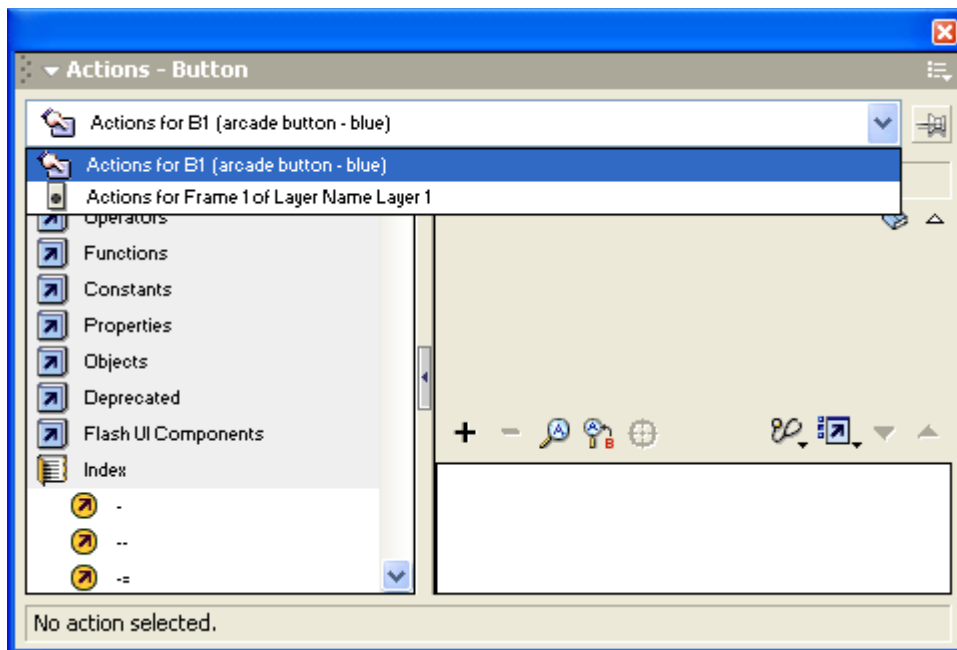 Actions - Button
Actions for B1 (arcade button - blue)
Actions for B1 (arcade button - blue)
Actions for Frame 1 of Layer Name Layer 1
Operators
Functions
Constants
Properties
Objects
Deprecated
Flash UI Components
Index
-
--
-=
No action selected.